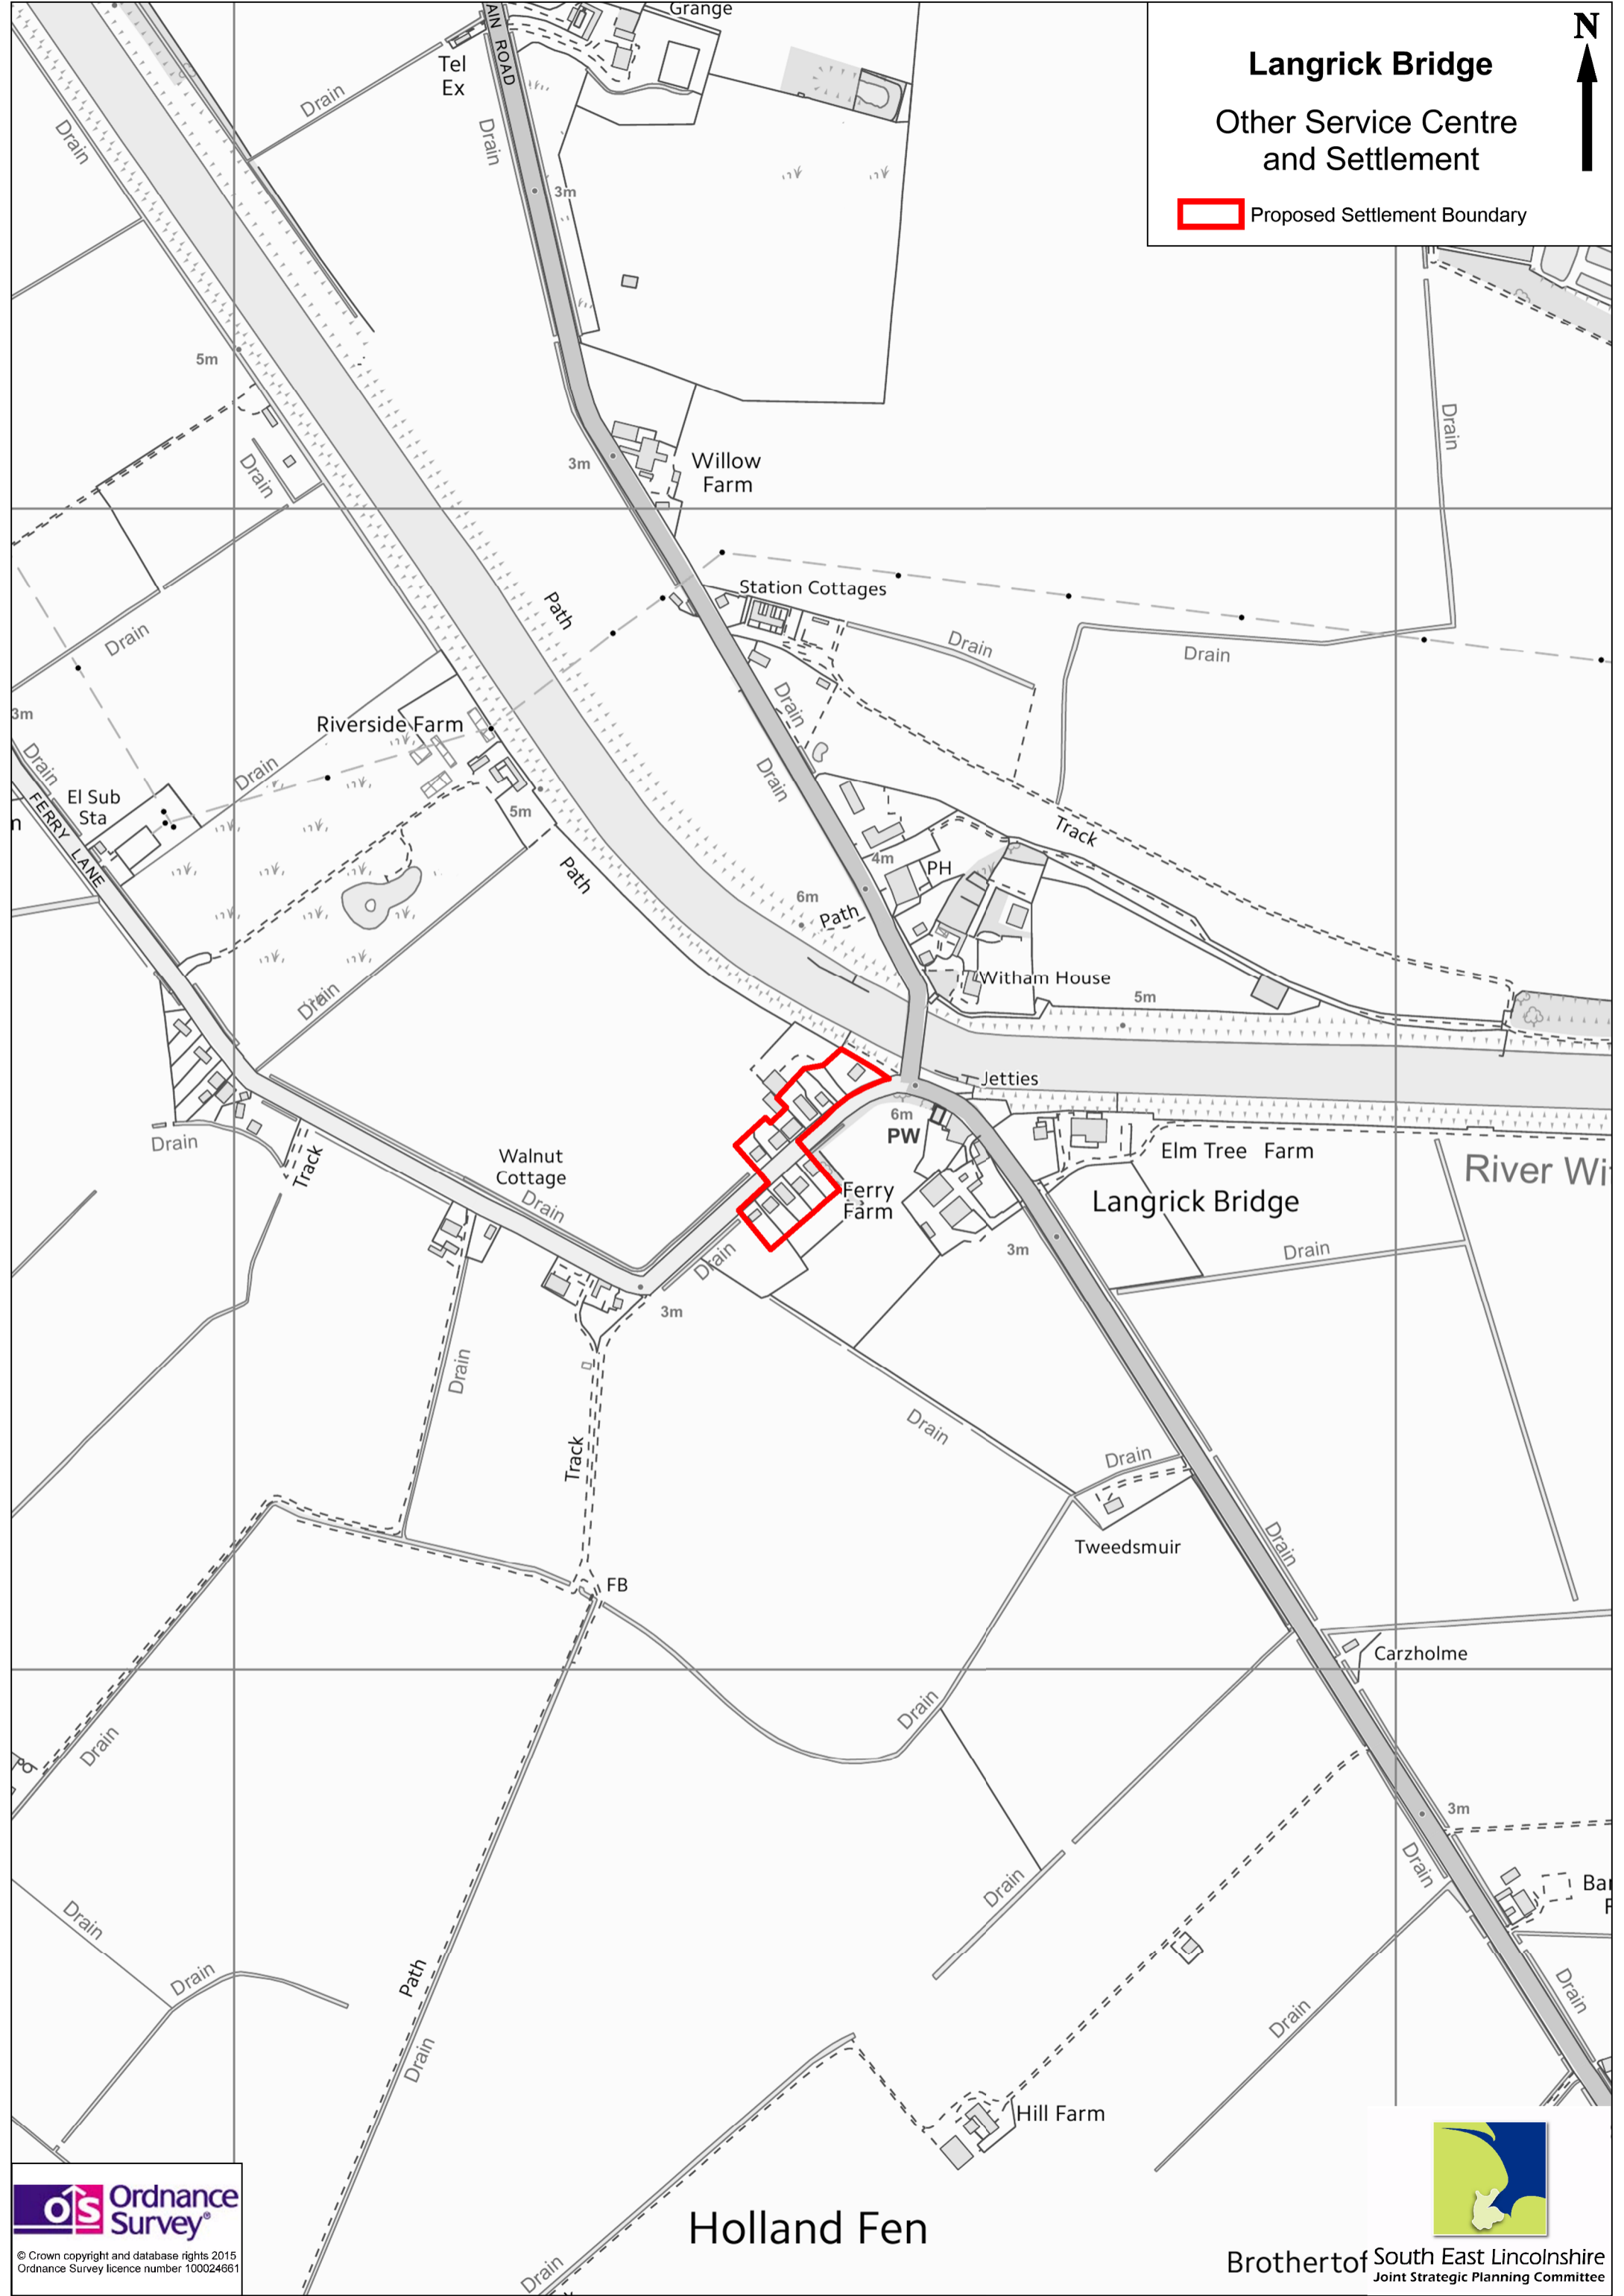 Langrick Bridge
Other Service Centre
and Settlement
Proposed Settlement Boundary
N
Grange
AIN ROAD
Tel
Ex
Drain
Drain
Drain
3m
5m
Drain
3m
Willow
Farm
Drain
Path
Station Cottages
Drain
Drain
Drain
3m
Riverside Farm
Drain
Drain
Drain
Drain
El Sub
Sta
n
FERRY LANE
5m
Path
Track
4m
PH
6m
Path
Witham House
5m
Drain
Jetties
6m
PW
Elm Tree Farm
River Wi
Drain
Track
Walnut
Cottage
Drain
Ferry
Farm
Langrick Bridge
3m
Drain
Drain
3m
Drain
Track
Drain
Drain
Tweedsmuir
Drain
FB
Carzholme
Drain
Drain
3m
Drain
Drain
Bar
F
Drain
Drain
Path
Drain
Drain
Drain
Hill Farm
Holland Fen
Drain
Brothertof
OS Ordnance
Survey®
© Crown copyright and database rights 2015
Ordnance Survey licence number 100024661
South East Lincolnshire
Joint Strategic Planning Committee